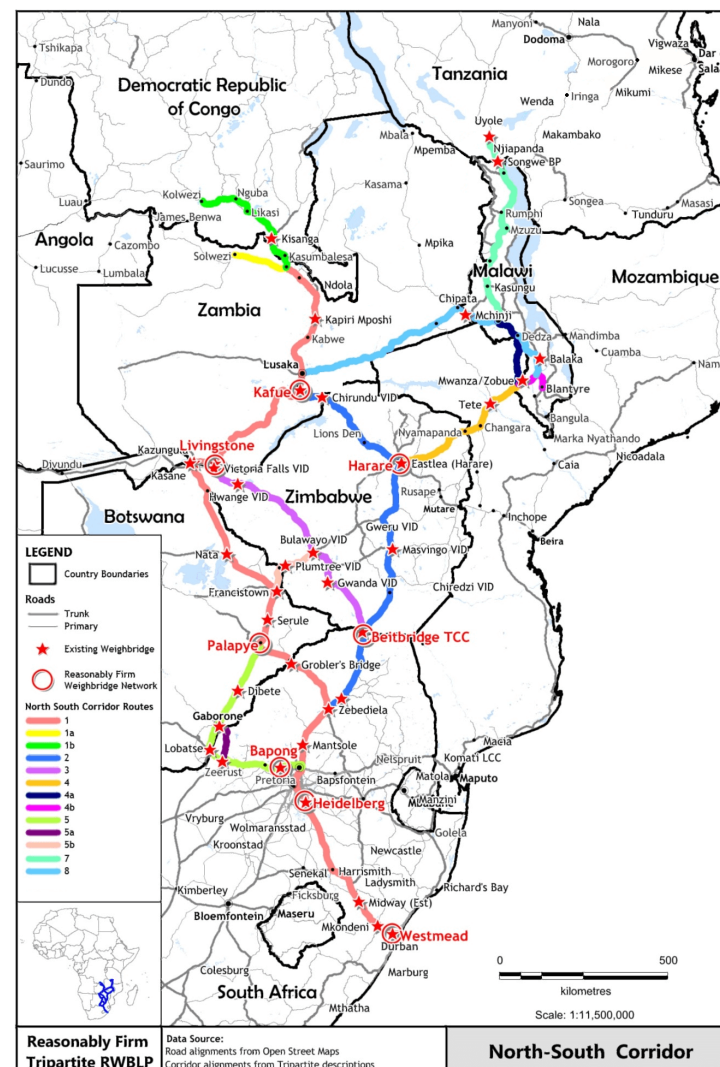 Manyoni
Nala
Tshikapa
Dodoma
Vigwaza
Dar
Morogoro
Tanzania
Mikese
Sala
Dundo
Democratic Republic
of Congo
Iringa
Mikumi
Wenda
Uyole
Mbala
Makambako
Mpemba
Njiapanda
Songwe BP
Saurimo
Kolwezi
Nguba
Kasama
Luau
Likasi
Songea
Masasi
James Benwa
Rumphi
Tunduru
Angola
Kisanga
Mzuzu
Cazombo
Solwezi
Kasumbalesa
Mpika
Lucusse
Lumbala
Malawi
Mozambique
Ndola
Kasungu
Zambia
Chipata
Kapiri Mposhi
Mchinji
Kabwe
Dedza
Mandimba
Cuamba
Lusaka
Balaka
Nam
Mwanza/Zobue
Kafue
Chirundu VID
Blantyre
Tete
Bangula
Lions Den
Nyamapanda
Changara
Livingstone
Marka Nyathando
Kazungula
Nicoadala
Divundu
Victoria Falls VID
Harare
Eastlea (Harare)
Caia
Kasane
Hwange VID
Zimbabwe
Rusape
Botswana
Mutare
Inchope
Gweru VID
Beira
Bulawayo VID
LEGEND
Country Boundaries
Nata
Masvingo VID
Plumtree VID
Roads
Gwanda VID
Chiredzi VID
Trunk
Francistown
Primary
Existing Weighbridge
Serule
Palapye
Beitbridge TCC
Reasonably Firm
Weighbridge Network
Grobler's Bridge
North South Corridor Routes
Dibete
1
1a
Zebediela
1b
Gaborone
2
Macia
3
Lobatse
Bapong
Mantsole
Nelspruit
Komati LCC
4
Zeerust
Pretoria
Bapsfontein
Matola
Maputo
4a
Manzini
4b
Heidelberg
5
Vryburg
Wolmaransstad
Golela
5a
Kroonstad
Newcastle
5b
Senekal
Harrismith
7
Ladysmith
8
Kimberley
Richard's Bay
Ficksburg
Midway (Est)
Bloemfontein
Maseru
Mkondeni
Westmead
Durban
Colesburg
Marburg
0
500
kilometres
South Africa
Mthatha
Scale: 1:11,500,000
Reasonably Firm
Tripartite RWBLP
Data Source:
Road alignments from Open Street Maps
Corridor alignments from Tripartite descriptions
North-South Corridor